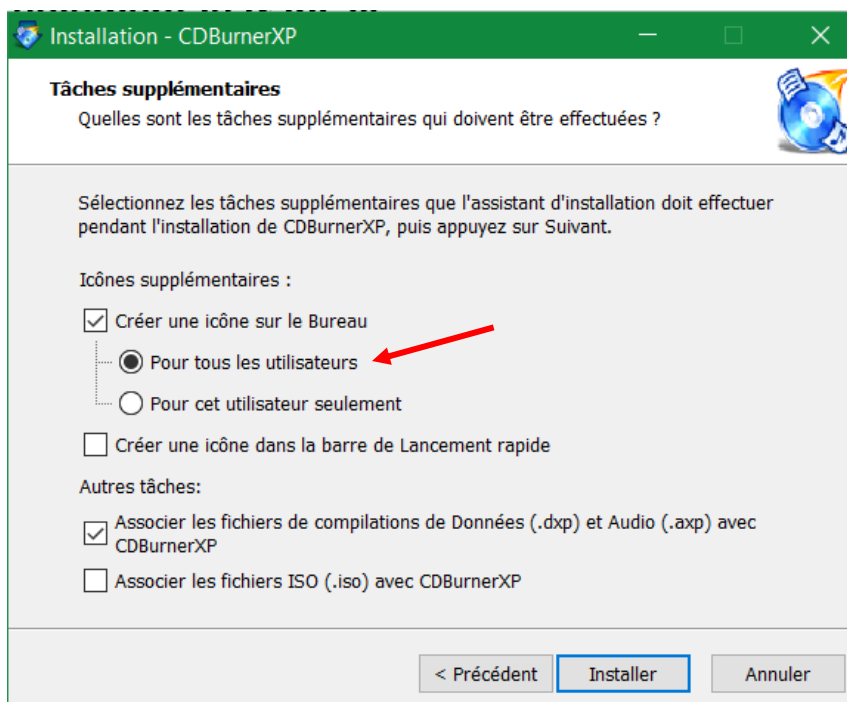 Installation - CDBurnerXP
Tâches supplémentaires
Quelles sont les tâches supplémentaires qui doivent être effectuées ?
Sélectionnez les tâches supplémentaires que l'assistant d'installation doit effectuer
pendant l'installation de CDBurnerXP, puis appuyez sur Suivant.
Icônes supplémentaires :
Créer une icône sur le Bureau
Pour tous les utilisateurs
Pour cet utilisateur seulement
Créer une icône dans la barre de Lancement rapide
Autres tâches:
Associer les fichiers de compilations de Données (.dxp) et Audio (.axp) avec
CDBurnerXP
Associer les fichiers ISO (.iso) avec CDBurnerXP
< Précédent Installer Annuler